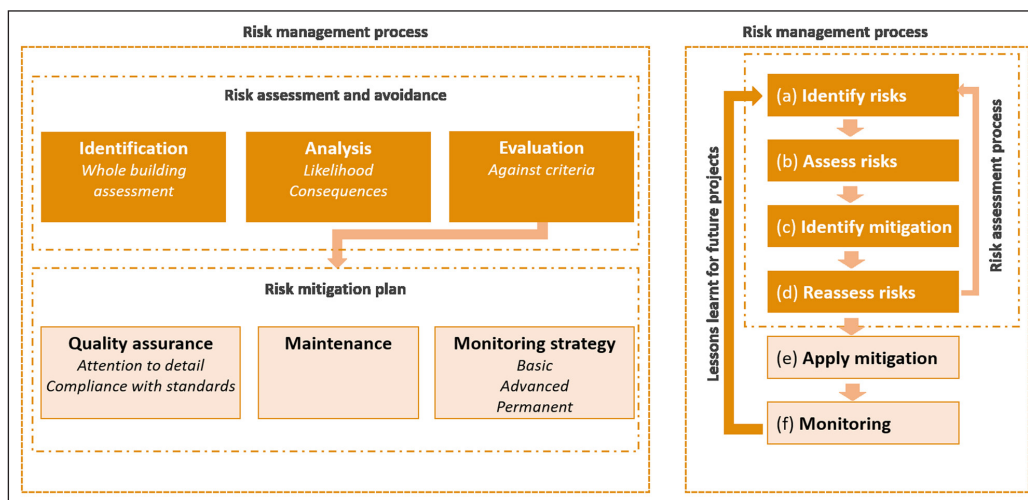 Risk management process
Risk assessment and avoidance
Identification
Whole building
assessment
Analysis
Likelihood
Consequences
Evaluation
Against criteria
Risk mitigation plan
Quality assurance
Attention to detail
Compliance with standards
Maintenance
Monitoring strategy
Basic
Advanced
Permanent
Risk management process
Lessons learnt for future projects
(a) Identify risks
(b) Assess risks
(c) Identify mitigation
(d) Reassess risks
Risk assessment process
(e) Apply mitigation
(f) Monitoring